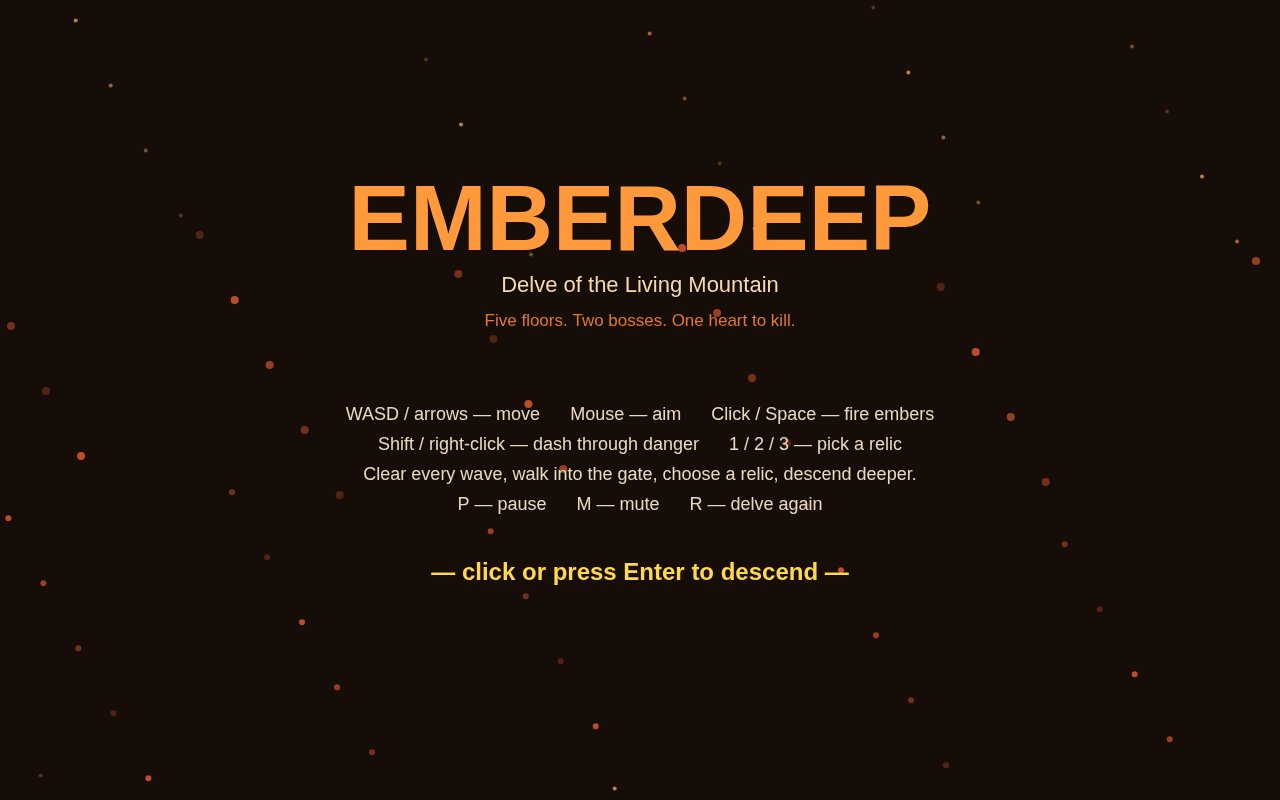 EMBERDEEP
Delve of the Living Mountain
Five floors. Two bosses. One heart to kill.
WASD / arrows — move Mouse — aim Click / Space — fire embers
Shift / right-click — dash through danger 1 / 2 / 3 — pick a relic
Clear every wave, walk into the gate, choose a relic, descend deeper.
P — pause M — mute R — delve again
— click or press Enter to descend —